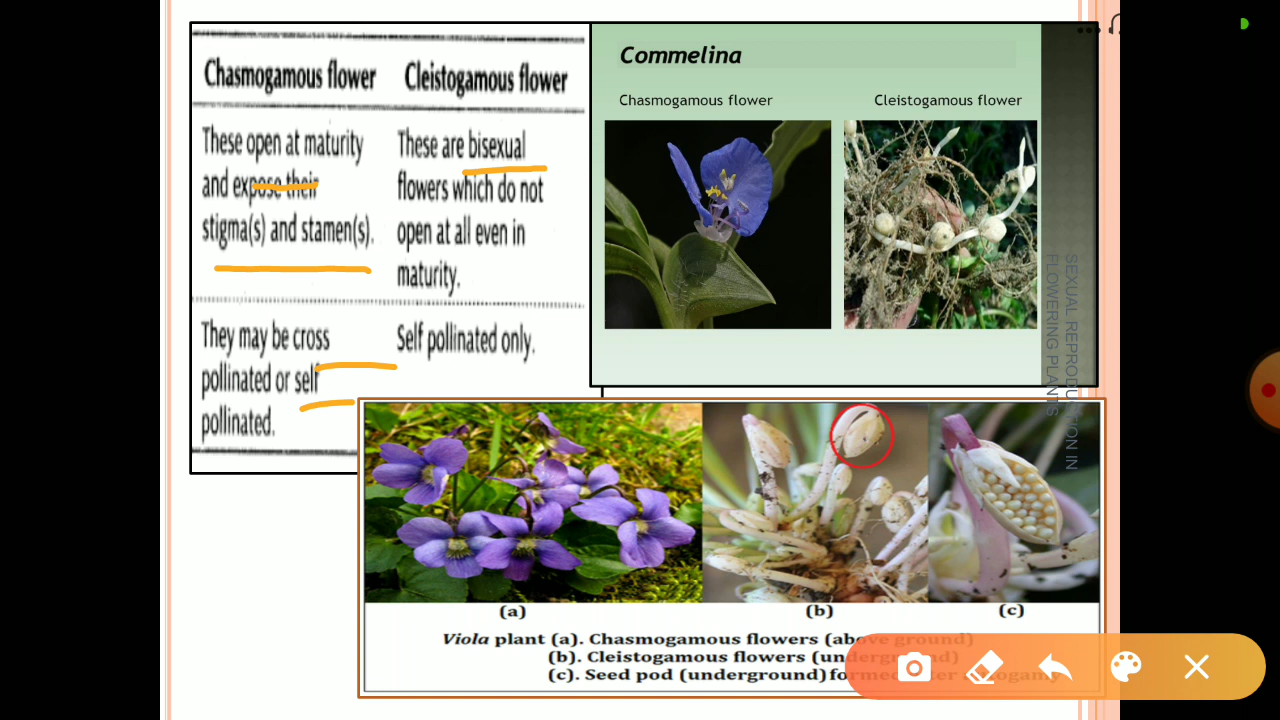 Chasmogamous flower
Cleistogamous flower
These open at maturity
and expose their
stigma(s) and stamen(s).
These are bisexual
flowers which do not
open at all even in
maturity.
They may be cross
pollinated or self
pollinated.
Self pollinated only.
Commelina
Chasmogamous flower
Cleistogamous flower
SEXUAL REPRODUCTION IN
FLOWERING PLANTS
(a)
(b)
(c)
Viola plant (a). Chasmogamous flowers (above ground)
(b). Cleistogamous flowers (underground)
(c). Seed pod (underground) formed after autogamy